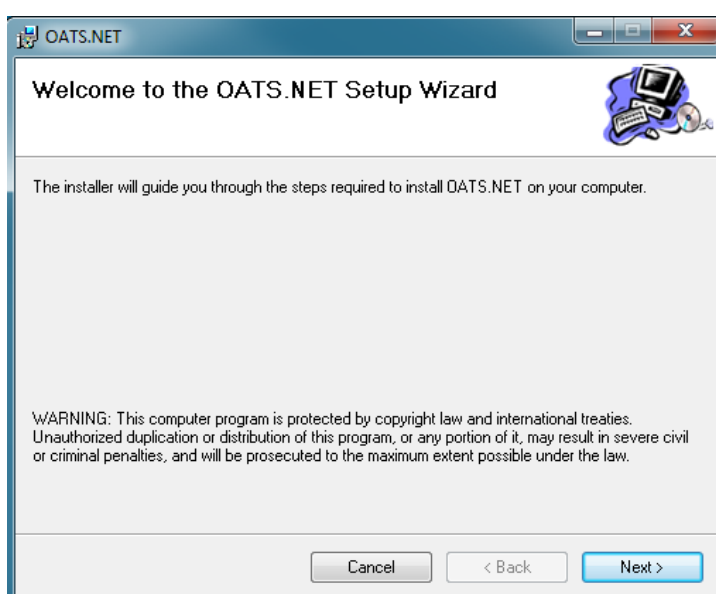 OATS.NET
Welcome to the OATS.NET Setup Wizard
The installer will guide you through the steps required to install OATS.NET on your computer.
WARNING: This computer program is protected by copyright law and international treaties.
Unauthorized duplication or distribution of this program, or any portion of it, may result in severe civil
or criminal penalties, and will be prosecuted to the maximum extent possible under the law.
Cancel
< Back
Next >